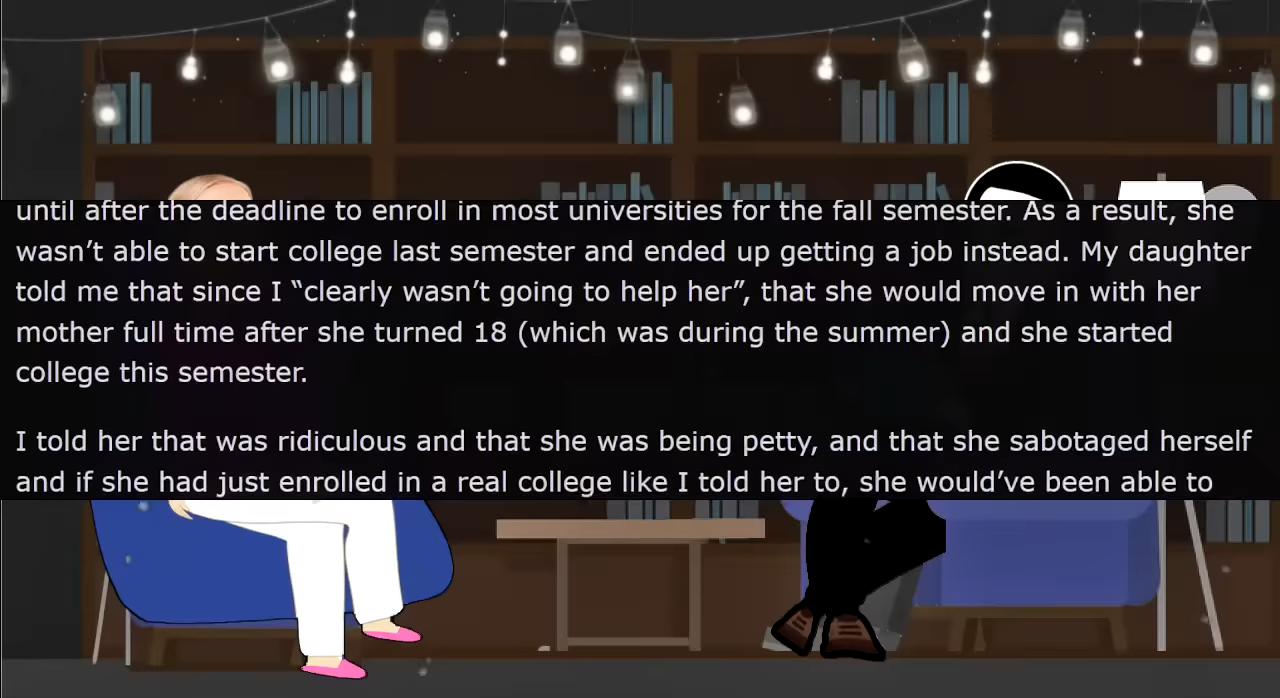 until after the deadline to enroll in most universities for the fall semester. As a result, she
wasn’t able to start college last semester and ended up getting a job instead. My daughter
told me that since I “clearly wasn’t going to help her”, that she would move in with her
mother full time after she turned 18 (which was during the summer) and she started
college this semester.
I told her that was ridiculous and that she was being petty, and that she sabotaged herself
and if she had just enrolled in a real college like I told her to, she would’ve been able to